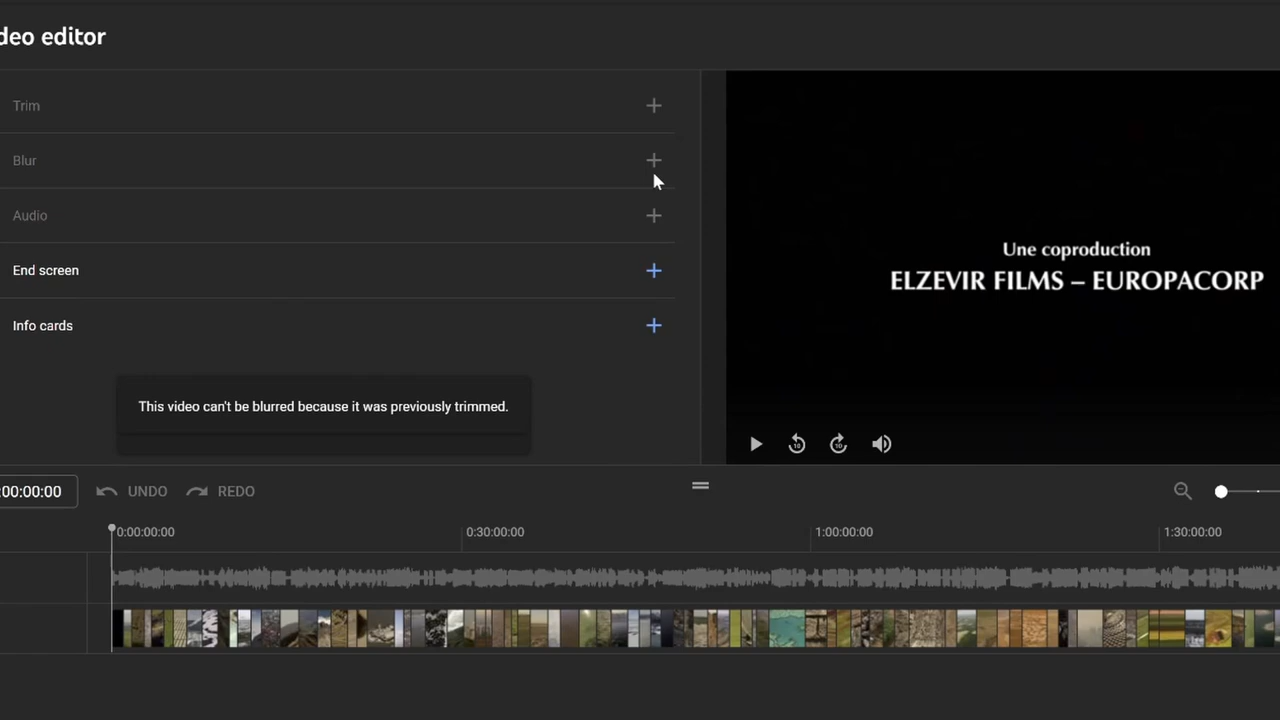 deo editor
Trim
Blur
Audio
End screen
Info cards
This video can't be blurred because it was previously trimmed.
Une coproduction
ELZEVIR FILMS – EUROPACORP
10 10
:00:00:00 UNDO REDO
0:00:00:00 0:30:00:00 1:00:00:00 1:30:00:00